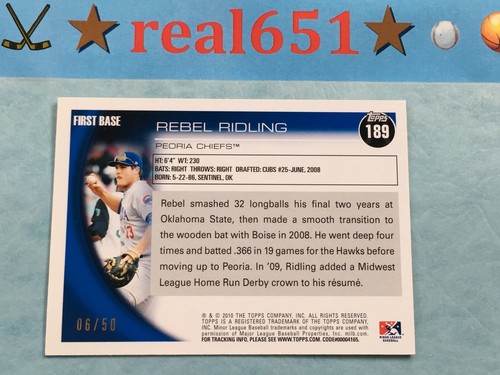 real651
FIRST BASE
REBEL RIDLING
TOPPS
189
PEORIA CHIEFS™
HT: 6'4" WT: 230
BATS: RIGHT THROWS: RIGHT DRAFTED: CUBS #25-JUNE, 2008
BORN: 5-22-86, SENTINEL, OK
Rebel smashed 32 longballs his final two years at
Oklahoma State, then made a smooth transition to
the wooden bat with Boise in 2008. He went deep four
times and batted .366 in 19 games for the Hawks before
moving up to Peoria. In '09, Ridling added a Midwest
League Home Run Derby crown to his résumé.
06/50
® & © 2010 THE TOPPS COMPANY, INC. ALL RIGHTS RESERVED.
TOPPS IS A REGISTERED TRADEMARK OF THE TOPPS COMPANY,
INC. Minor League Baseball trademarks and copyrights are used with
permission of Major League Baseball Properties, Inc. milb.com.
FOR TRACKING INFO, PLEASE SEE WWW.TOPPS.COM. CODE#00004165.
MINOR LEAGUE
BASEBALL